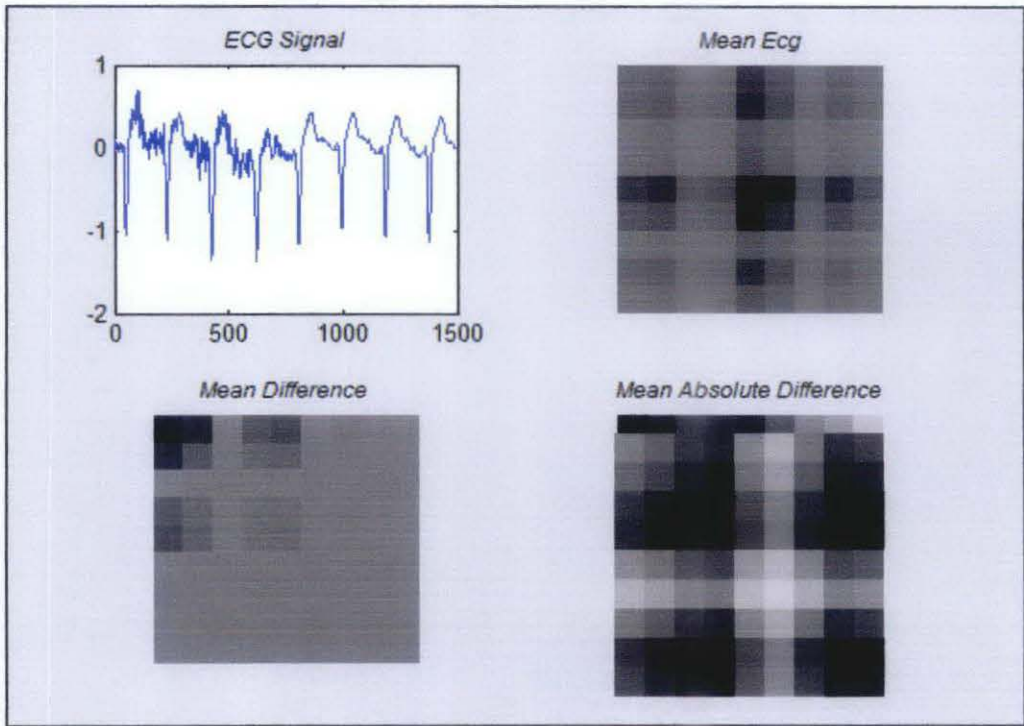 ECG Signal
Mean Ecg
1
0
-1
-2
0 500 1000 1500
Mean Difference
Mean Absolute Difference